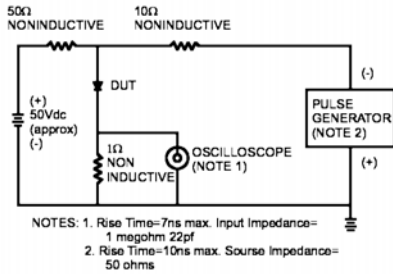 50Ω
NONINDUCTIVE
10Ω
NONINDUCTIVE
(+)
50Vdc
(approx)
(-)
DUT
1Ω
NON
INDUCTIVE
OSCILLOSCOPE
(NOTE 1)
(-)
PULSE
GENERATOR
(NOTE 2)
(+)
NOTES: 1. Rise Time=7ns max. Input Impedance=
1 megohm 22pf
2. Rise Time=10ns max. Sourse Impedance=
50 ohms